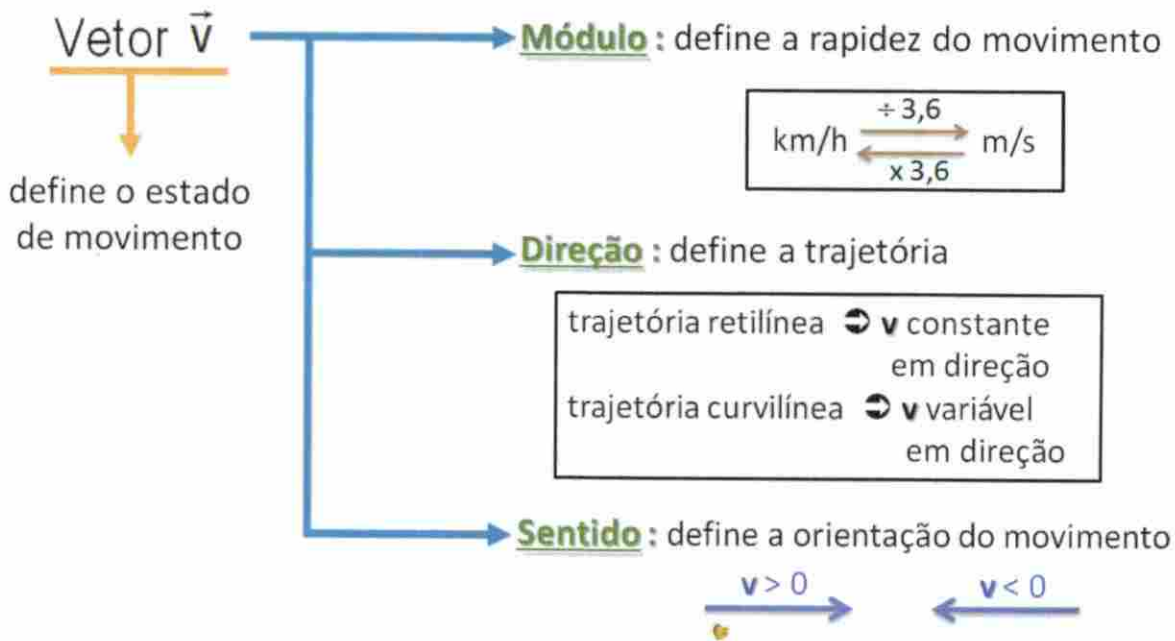 Vetor v⃗
define o estado
de movimento
Módulo : define a rapidez do movimento
÷ 3,6
km/h m/s
x 3,6
Direção : define a trajetória
trajetória retilínea ➲ v constante
em direção
trajetória curvilínea ➲ v variável
em direção
Sentido : define a orientação do movimento
v > 0 v < 0